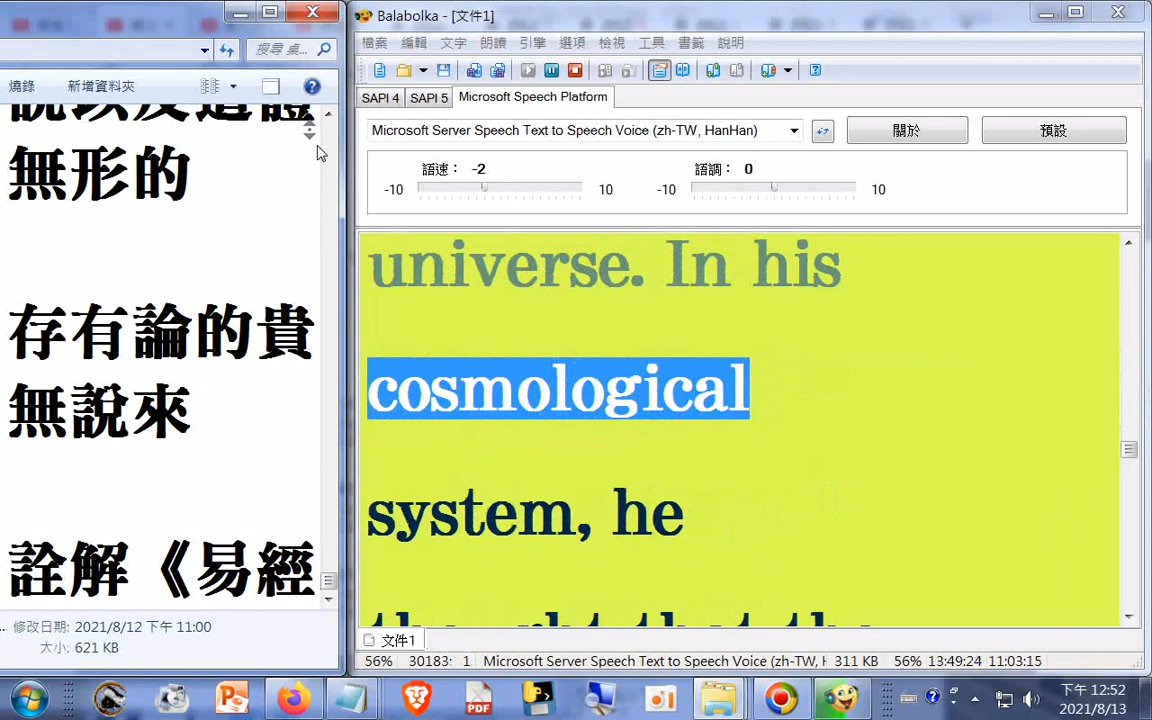 搜尋 桌...
燒錄 新增資料夾
無形的
存有論的貴
無說來
詮解《易經
修改日期: 2021/8/12 下午 11:00
大小: 621 KB
Balabolka - [文件1]
檔案 編輯 文字 朗讀 引擎 選項 檢視 工具 書籤 說明
SAPI 4 SAPI 5 Microsoft Speech Platform
Microsoft Server Speech Text to Speech Voice (zh-TW, HanHan) 關於 預設
語速： -2 語調： 0
-10 10 -10 10
universe. In his
cosmological
system, he
文件1
56% 30183: 1 Microsoft Server Speech Text to Speech Voice (zh-TW, H 311 KB 56% 13:49:24 11:03:15
PDF
下午 12:52
2021/8/13